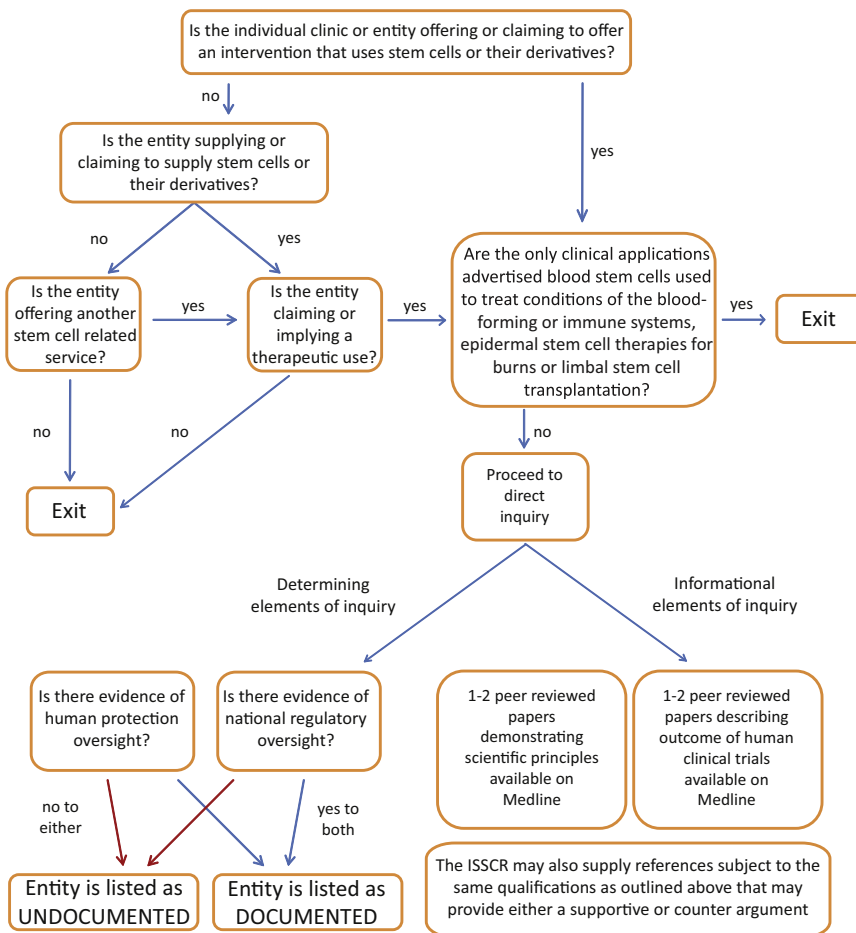 Is the individual clinic or entity offering or claiming to offer
an intervention that uses stem cells or their derivatives?
no
yes
Is the entity supplying or
claiming to supply stem cells or
their derivatives?
no
yes
Is the entity
offering another
stem cell related
service?
yes
Is the entity
claiming or
implying a
therapeutic use?
yes
Are the only clinical applications
advertised blood stem cells used
to treat conditions of the blood-
forming or immune systems,
epidermal stem cell therapies for
burns or limbal stem cell
transplantation?
yes
Exit
no
no
no
Exit
Proceed to
direct
inquiry
Determining
elements of inquiry
Informational
elements of inquiry
Is there evidence of
human protection
oversight?
Is there evidence of
national regulatory
oversight?
1-2 peer reviewed
papers
demonstrating
scientific principles
available on
Medline
1-2 peer reviewed
papers describing
outcome of human
clinical trials
available on
Medline
no to
either
yes to
both
Entity is listed as
UNDOCUMENTED
Entity is listed as
DOCUMENTED
The ISSCR may also supply references subject to the
same qualifications as outlined above that may
provide either a supportive or counter argument